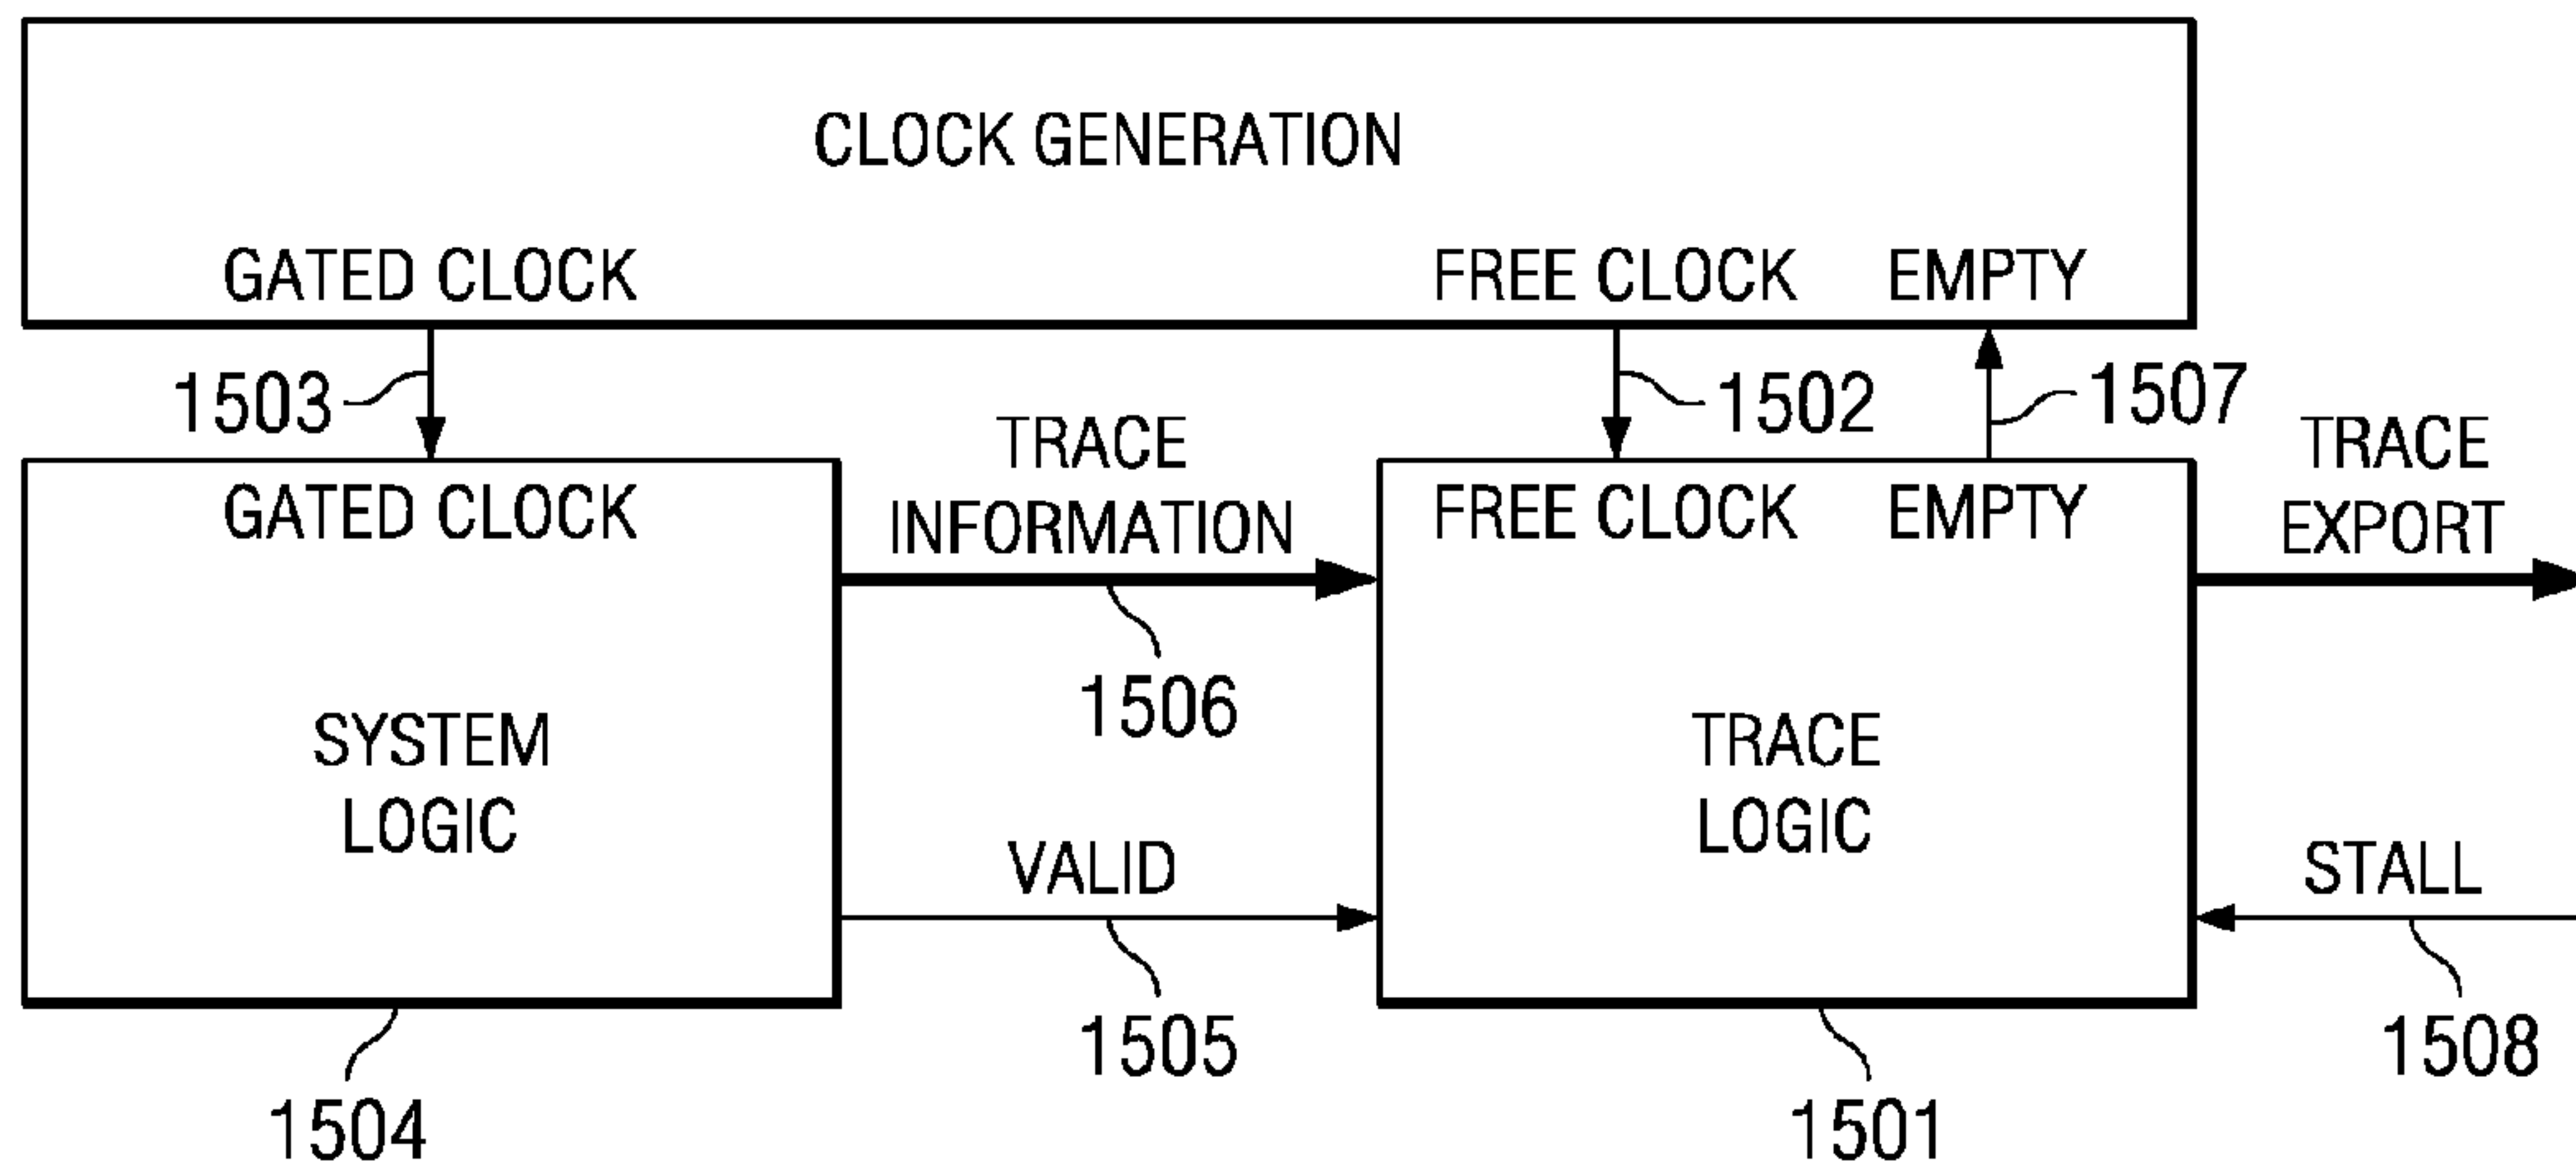 CLOCK GENERATION
GATED CLOCK
FREE CLOCK
EMPTY
1503
1502
1507
TRACE
INFORMATION
TRACE
EXPORT
GATED CLOCK
FREE CLOCK
EMPTY
1506
SYSTEM
LOGIC
TRACE
LOGIC
VALID
STALL
1505
1508
1504
1501